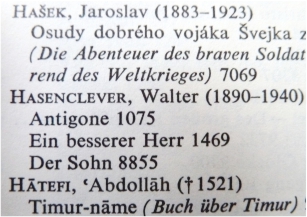 HAŠEK, Jaroslav (1883–1923)
Osudy dobrého vojáka Švejka z
(Die Abenteuer des braven Soldat
rend des Weltkrieges) 7069
HASENCLEVER, Walter (1890–1940)
Antigone 1075
Ein besserer Herr 1469
Der Sohn 8855
HĀTEFI, ʿAbdollāh († 1521)
Timur-nāme (Buch über Timur)